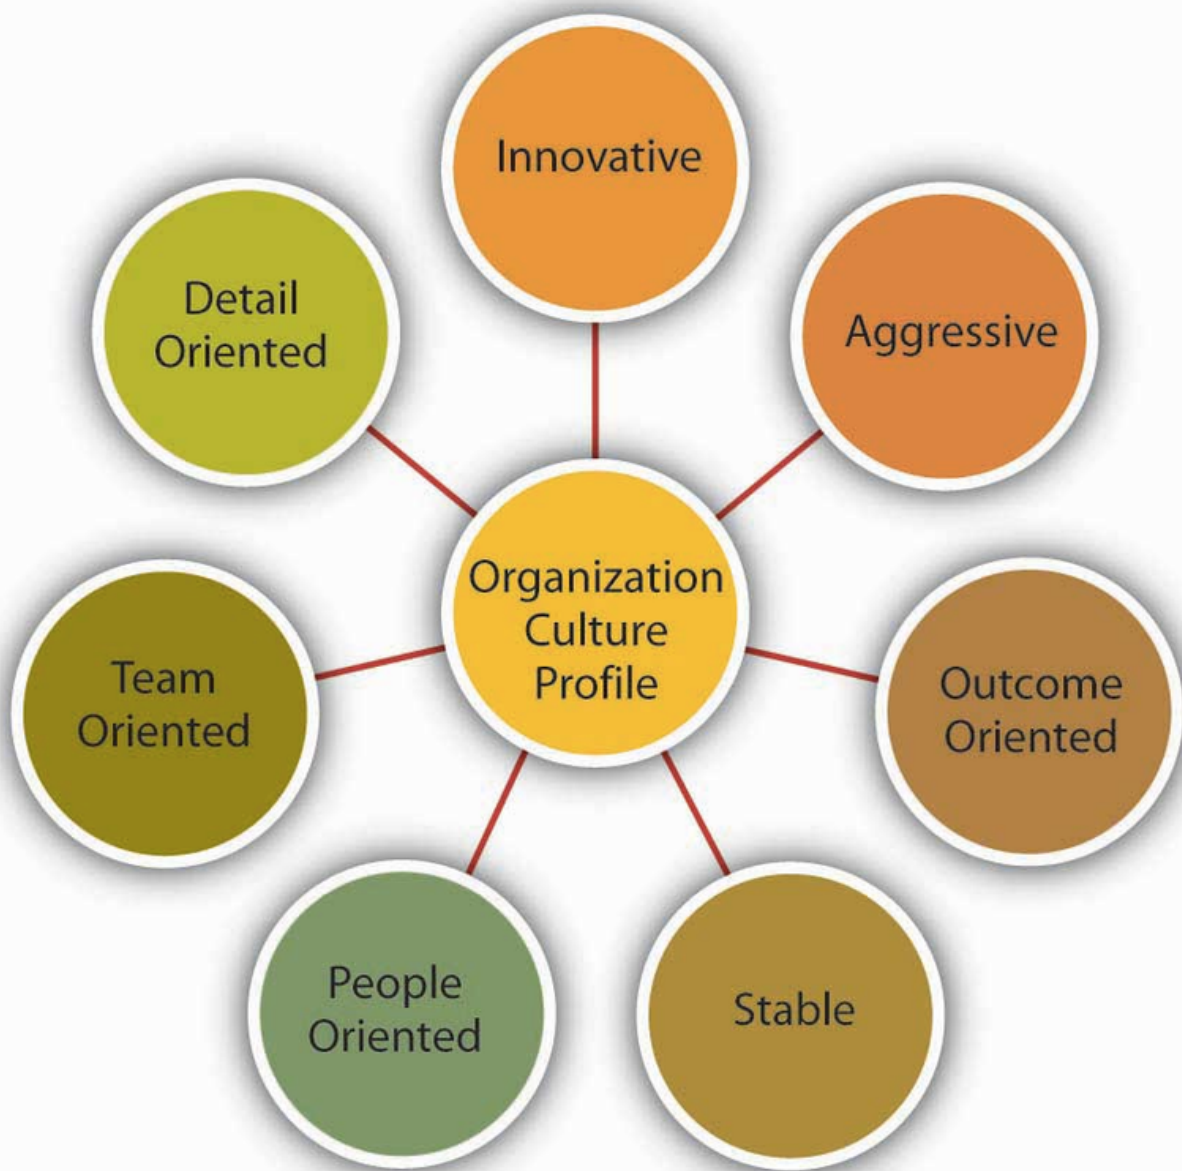 Innovative
Aggressive
Detail
Oriented
Organization
Culture
Profile
Team
Oriented
Outcome
Oriented
People
Oriented
Stable